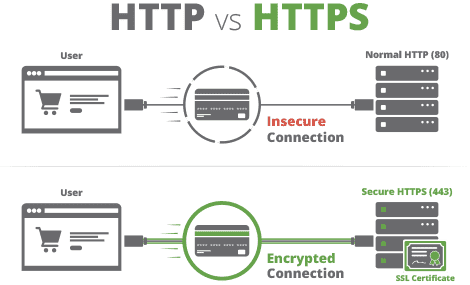 HTTP vs HTTPS
User
Normal HTTP (80)
Insecure
Connection
User
Secure HTTPS (443)
Encrypted
Connection
SSL Certificate